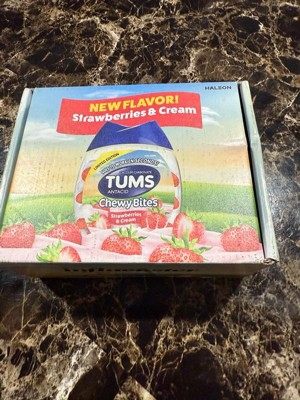 HALEON
NEW FLAVOR!
Strawberries & Cream
LIMITED EDITION
TUMS
ANTACID
Chewy Bites
Strawberries
& Cream